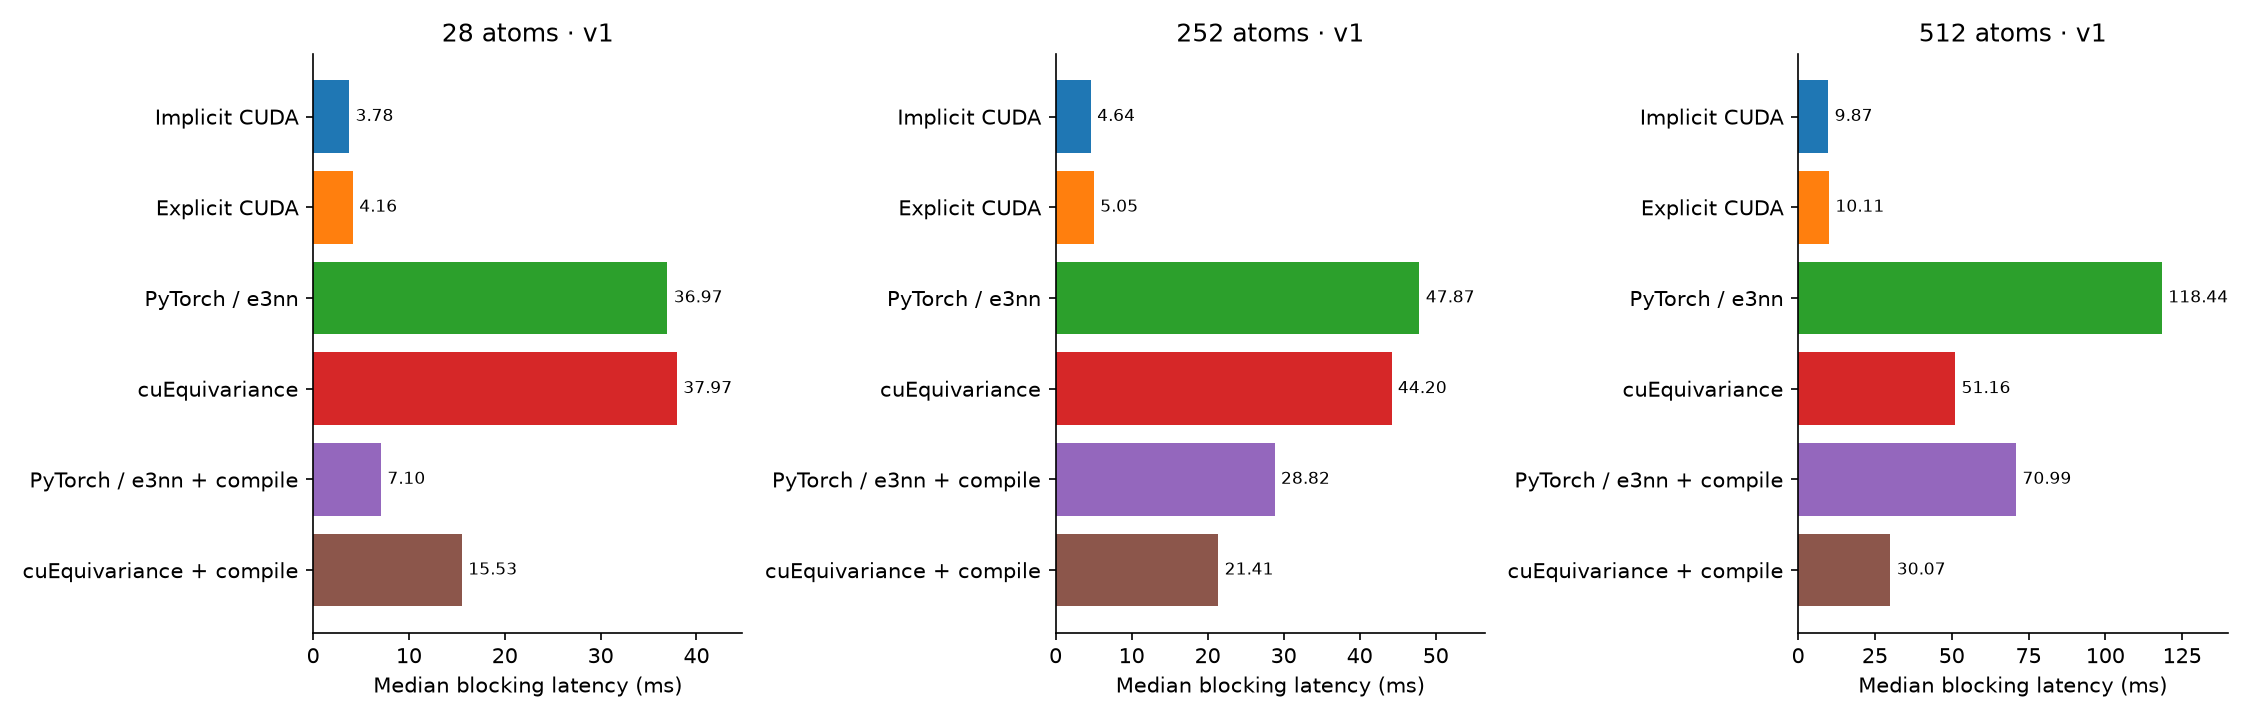 28 atoms · v1
Implicit CUDA
3.78
Explicit CUDA
4.16
PyTorch / e3nn
36.97
cuEquivariance
37.97
PyTorch / e3nn + compile
7.10
cuEquivariance + compile
15.53
0 10 20 30 40
Median blocking latency (ms)
252 atoms · v1
Implicit CUDA
4.64
Explicit CUDA
5.05
PyTorch / e3nn
47.87
cuEquivariance
44.20
PyTorch / e3nn + compile
28.82
cuEquivariance + compile
21.41
0 10 20 30 40 50
Median blocking latency (ms)
512 atoms · v1
Implicit CUDA
9.87
Explicit CUDA
10.11
PyTorch / e3nn
118.44
cuEquivariance
51.16
PyTorch / e3nn + compile
70.99
cuEquivariance + compile
30.07
0 25 50 75 100 125
Median blocking latency (ms)